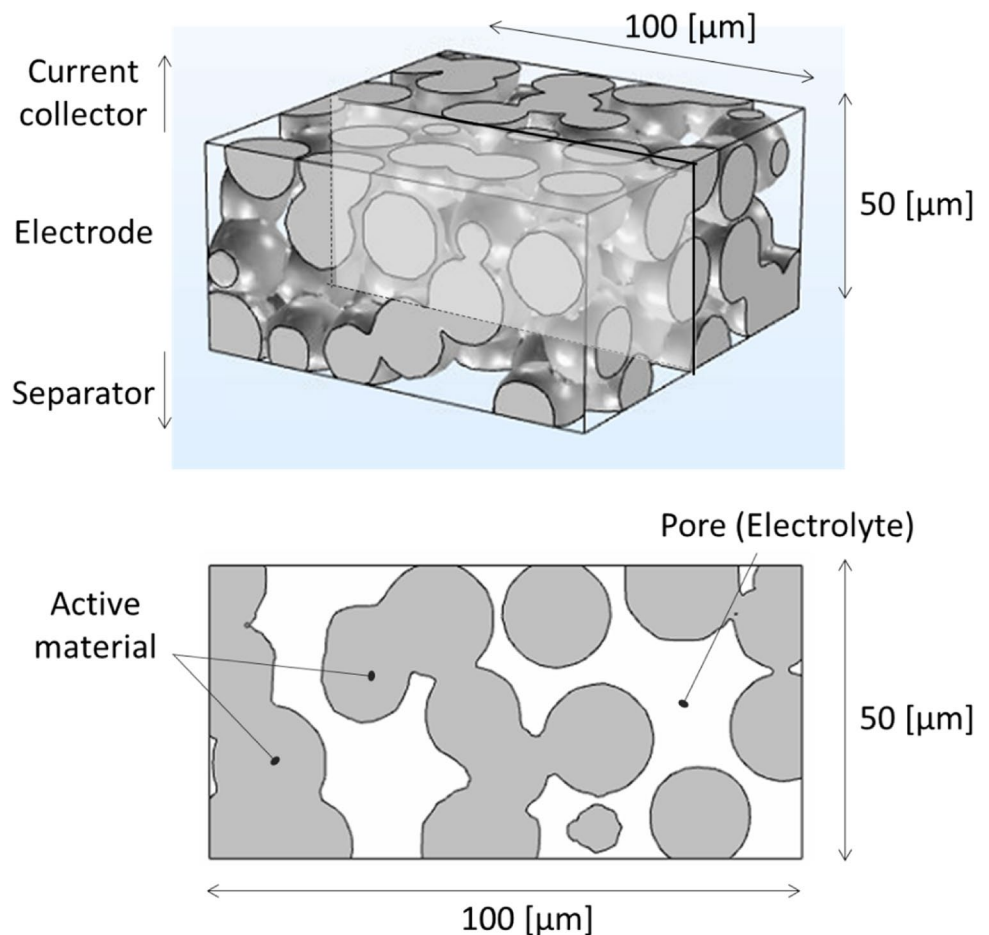 100 [µm]
Current
collector
50 [µm]
Electrode
Separator
Pore (Electrolyte)
Active
material
50 [µm]
100 [µm]